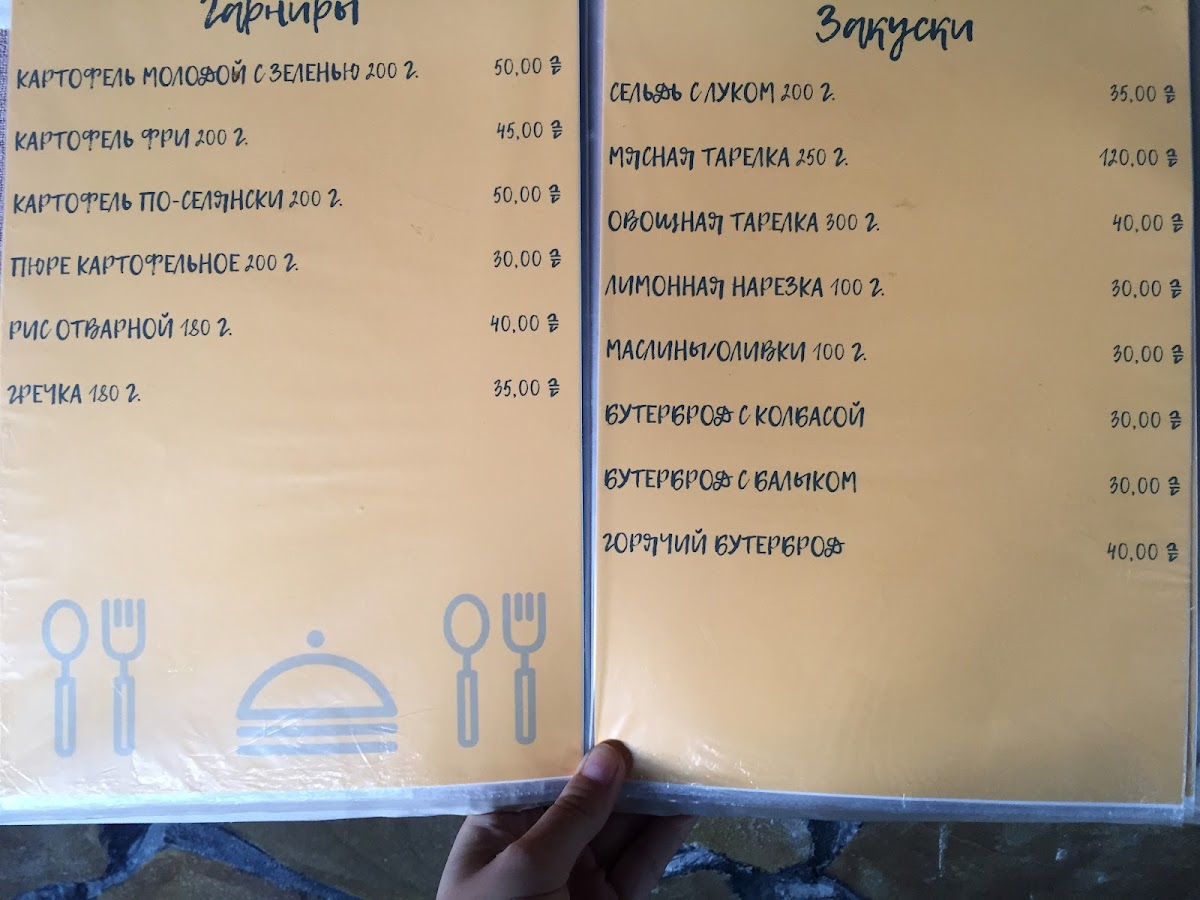 Гарниры
КАРТОФЕЛЬ МОЛОДОЙ С ЗЕЛЕНЬЮ 200 Г. 50,00 ₴
КАРТОФЕЛЬ ФРИ 200 Г. 45,00 ₴
КАРТОФЕЛЬ ПО-СЕЛЯНСКИ 200 Г. 50,00 ₴
ПЮРЕ КАРТОФЕЛЬНОЕ 200 Г. 30,00 ₴
РИС ОТВАРНОЙ 180 Г. 40,00 ₴
ГРЕЧКА 180 Г. 35,00 ₴
Закуски
СЕЛЬДЬ С ЛУКОМ 200 Г. 35,00 ₴
МЯСНАЯ ТАРЕЛКА 250 Г. 120,00 ₴
ОВОЩНАЯ ТАРЕЛКА 300 Г. 40,00 ₴
ЛИМОННАЯ НАРЕЗКА 100 Г. 30,00 ₴
МАСЛИНЫ/ОЛИВКИ 100 Г. 30,00 ₴
БУТЕРБРОД С КОЛБАСОЙ 30,00 ₴
БУТЕРБРОД С БАЛЫКОМ 30,00 ₴
ГОРЯЧИЙ БУТЕРБРОД 40,00 ₴